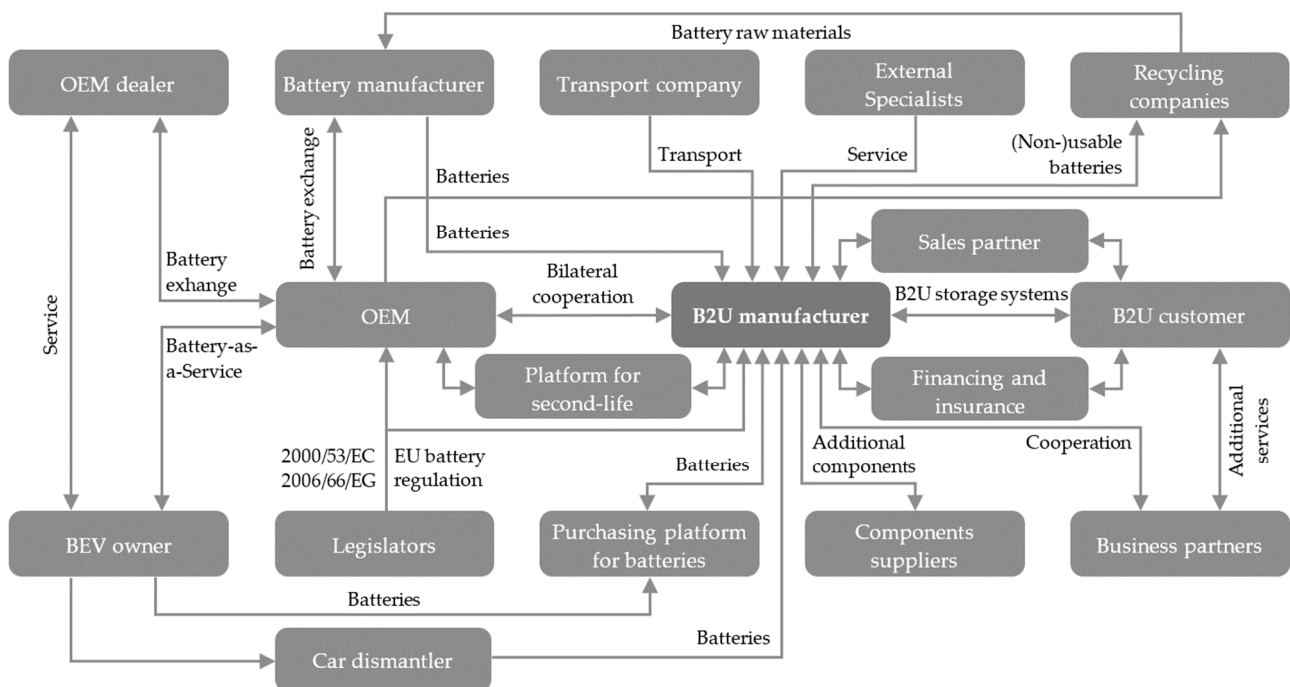 Battery raw materials
OEM dealer
Battery manufacturer
Transport company
External
Specialists
Recycling
companies
Battery exchange
Batteries
Transport
Service
(Non-)usable
batteries
Batteries
Sales partner
Battery
exhange
Service
Bilateral
cooperation
B2U storage systems
OEM
B2U manufacturer
B2U customer
Battery-as-
a-Service
Platform for
second-life
Financing and
insurance
2000/53/EC
2006/66/EG
EU battery
regulation
Batteries
Additional
components
Cooperation
Additional
services
BEV owner
Legislators
Purchasing platform
for batteries
Components
suppliers
Business partners
Batteries
Car dismantler
Batteries